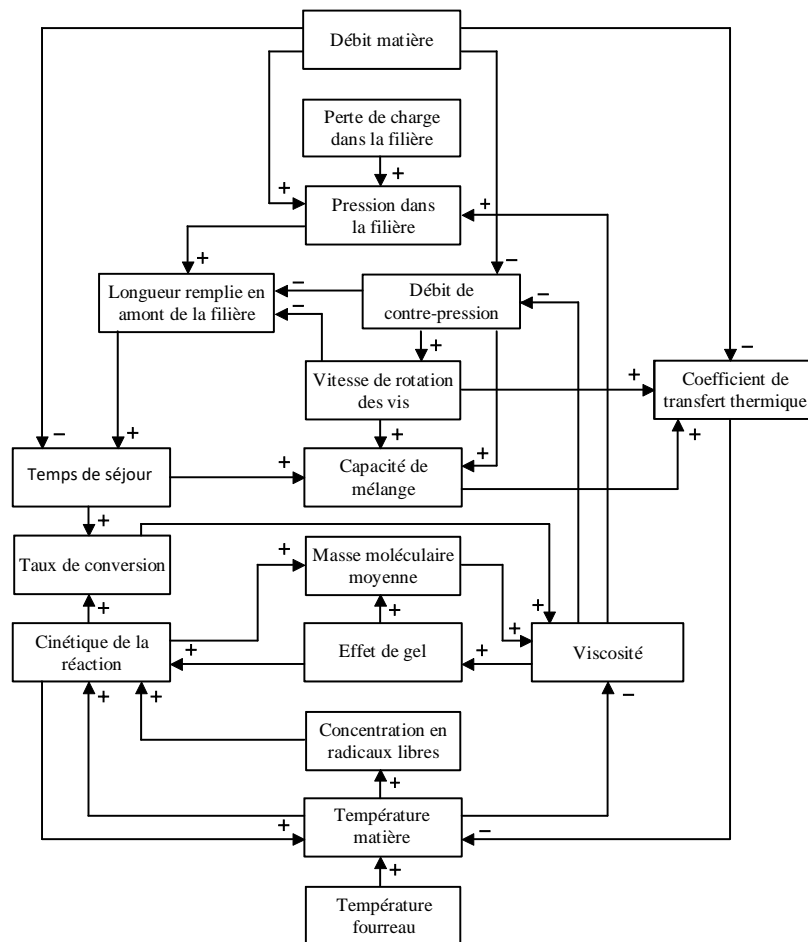 Débit matière
Perte de charge
dans la filière
+
+
+
Pression dans
la filière
+
−
Longueur remplie en
amont de la filière
−
−
Débit de
contre-pression
−
+
−
Vitesse de rotation
des vis
+
Coefficient de
transfert thermique
−
+
+
−
+
Temps de séjour
+
Capacité de
mélange
+
Taux de conversion
+
Masse moléculaire
moyenne
+
+
+
+
Cinétique de la
réaction
+
Effet de gel
+
Viscosité
+
+
−
Concentration en
radicaux libres
+
+
Température
matière
−
+
Température
fourreau